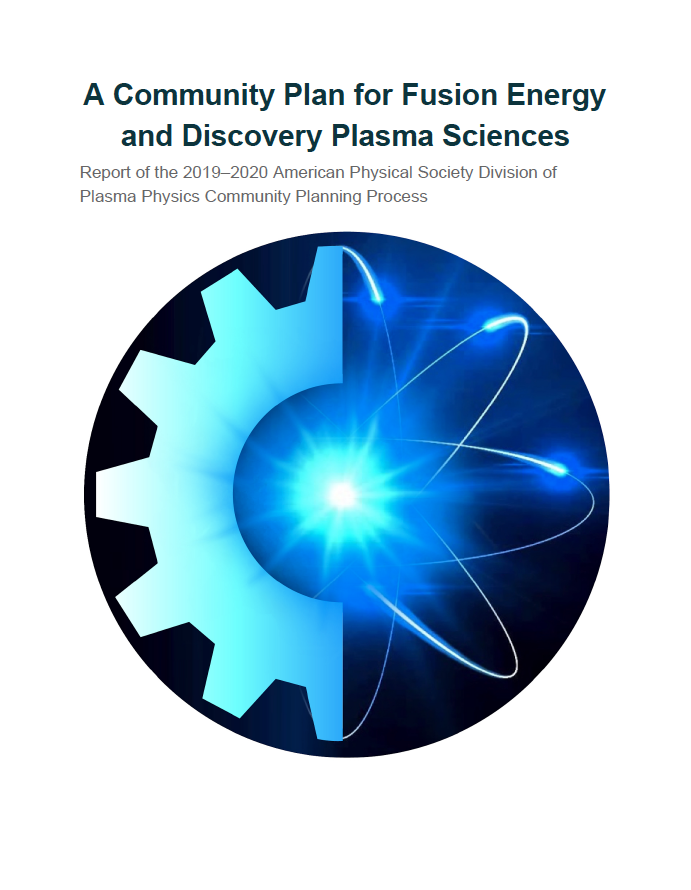 A Community Plan for Fusion Energy
and Discovery Plasma Sciences
Report of the 2019–2020 American Physical Society Division of
Plasma Physics Community Planning Process